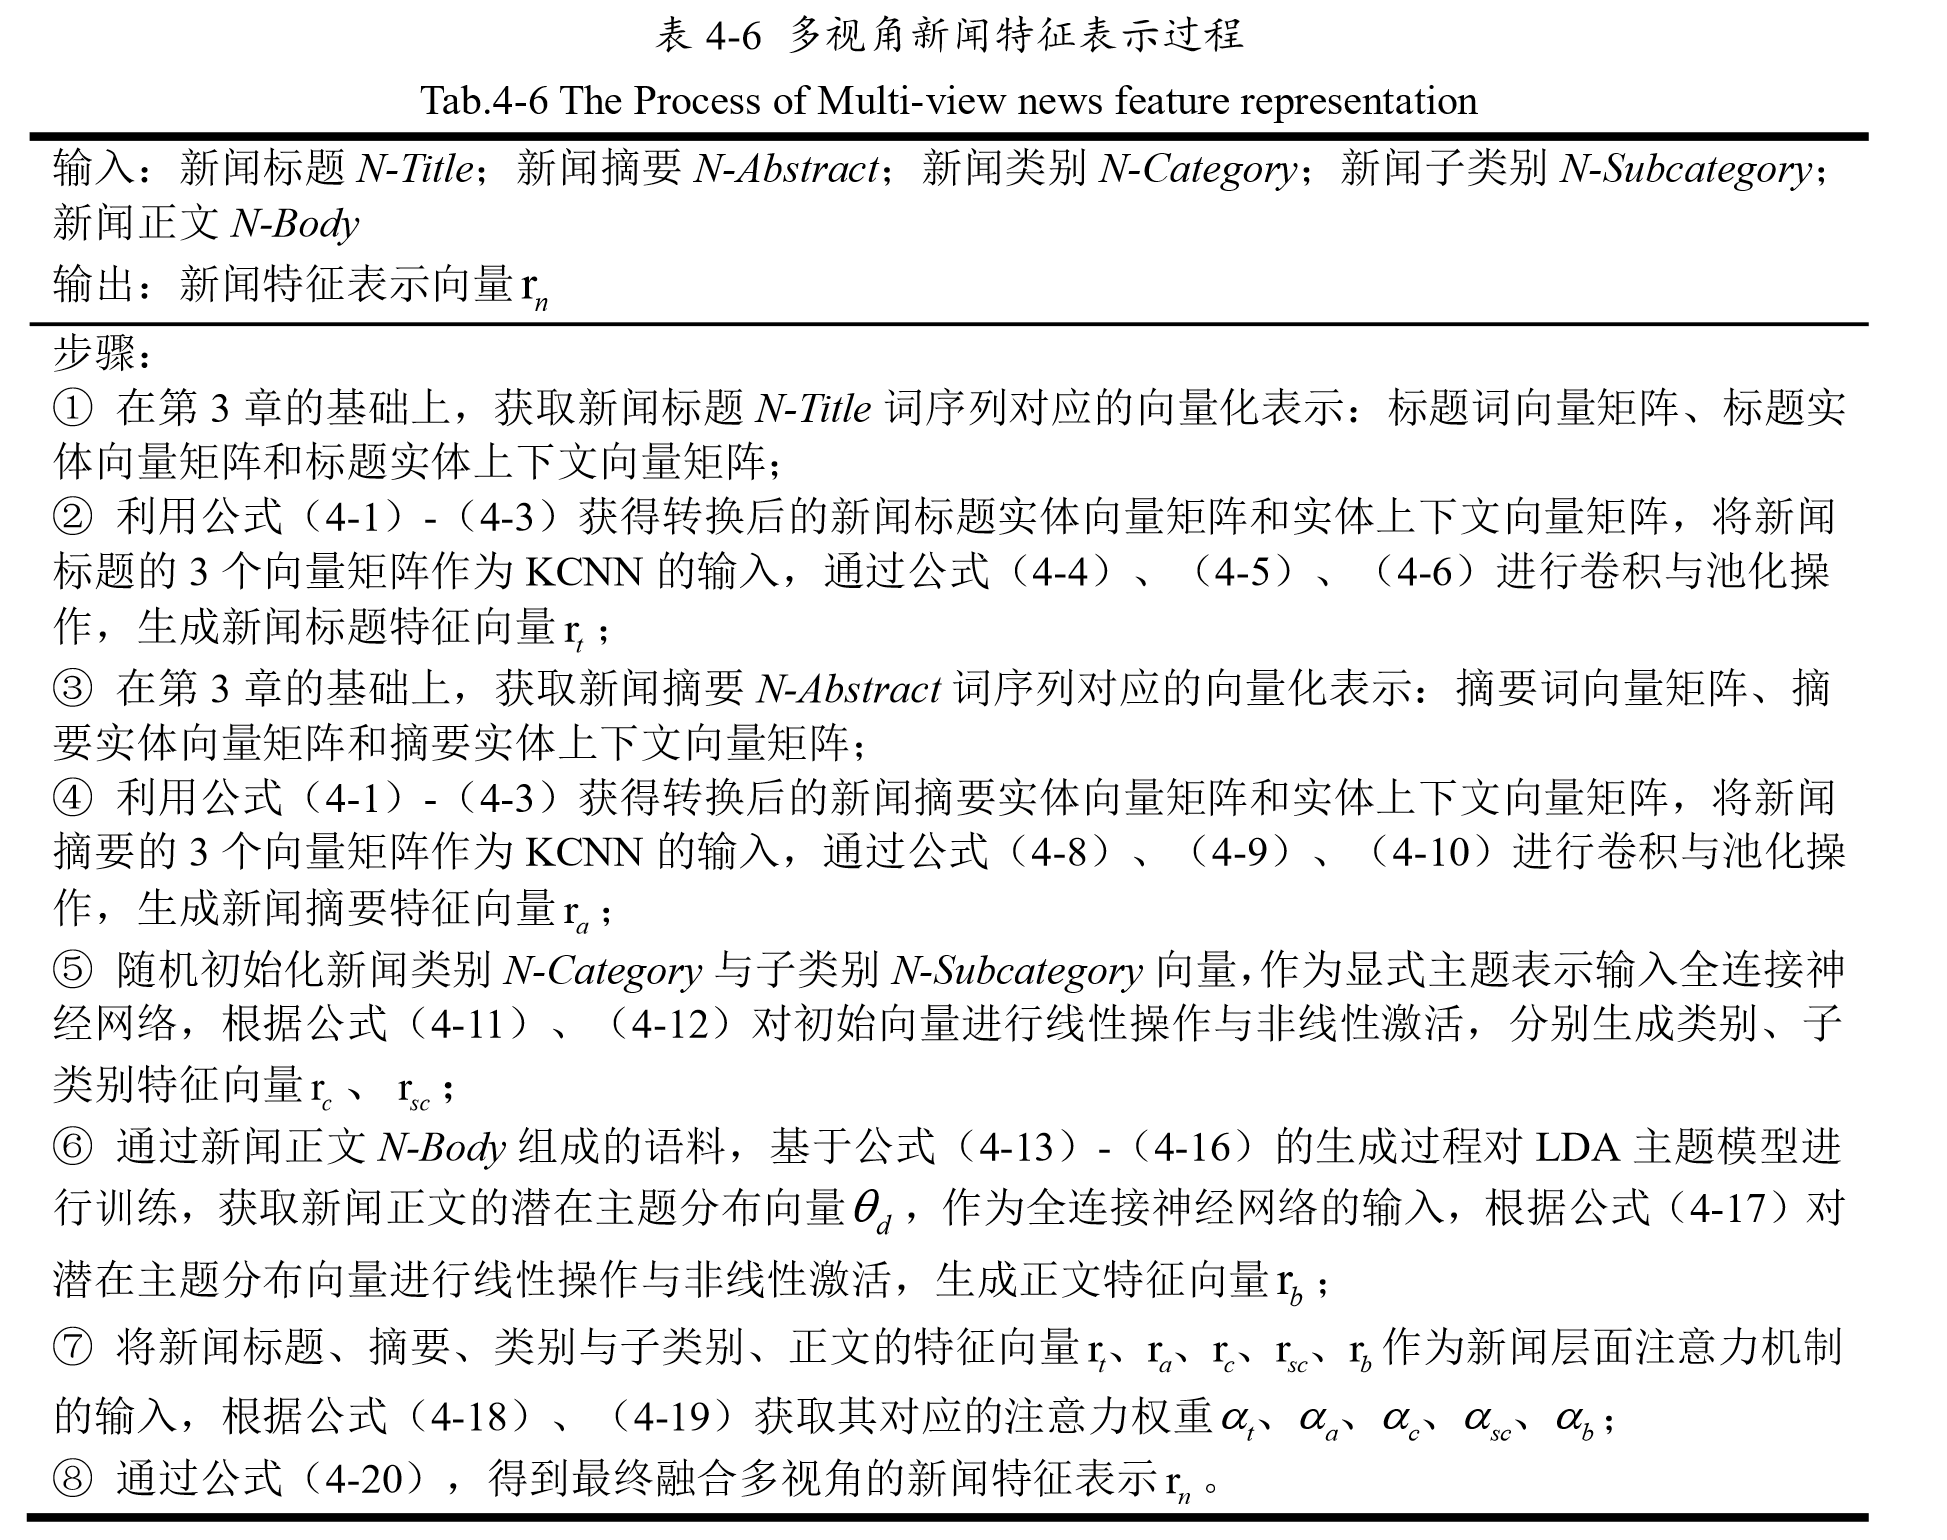 表 4-6 多视角新闻特征表示过程
Tab.4-6 The Process of Multi-view news feature representation
输入：新闻标题 N-Title；新闻摘要 N-Abstract；新闻类别 N-Category；新闻子类别 N-Subcategory；
新闻正文 N-Body
输出：新闻特征表示向量 r_n
步骤：
① 在第 3 章的基础上，获取新闻标题 N-Title 词序列对应的向量化表示：标题词向量矩阵、标题实
体向量矩阵和标题实体上下文向量矩阵；
② 利用公式（4-1）-（4-3）获得转换后的新闻标题实体向量矩阵和实体上下文向量矩阵，将新闻
标题的 3 个向量矩阵作为 KCNN 的输入，通过公式（4-4）、（4-5）、（4-6）进行卷积与池化操
作，生成新闻标题特征向量 r_t；
③ 在第 3 章的基础上，获取新闻摘要 N-Abstract 词序列对应的向量化表示：摘要词向量矩阵、摘
要实体向量矩阵和摘要实体上下文向量矩阵；
④ 利用公式（4-1）-（4-3）获得转换后的新闻摘要实体向量矩阵和实体上下文向量矩阵，将新闻
摘要的 3 个向量矩阵作为 KCNN 的输入，通过公式（4-8）、（4-9）、（4-10）进行卷积与池化操
作，生成新闻摘要特征向量 r_a；
⑤ 随机初始化新闻类别 N-Category 与子类别 N-Subcategory 向量，作为显式主题表示输入全连接神
经网络，根据公式（4-11）、（4-12）对初始向量进行线性操作与非线性激活，分别生成类别、子
类别特征向量 r_c、r_sc；
⑥ 通过新闻正文 N-Body 组成的语料，基于公式（4-13）-（4-16）的生成过程对 LDA 主题模型进
行训练，获取新闻正文的潜在主题分布向量 θ_d，作为全连接神经网络的输入，根据公式（4-17）对
潜在主题分布向量进行线性操作与非线性激活，生成正文特征向量 r_b；
⑦ 将新闻标题、摘要、类别与子类别、正文的特征向量 r_t、r_a、r_c、r_sc、r_b 作为新闻层面注意力机制
的输入，根据公式（4-18）、（4-19）获取其对应的注意力权重 α_t、α_a、α_c、α_sc、α_b；
⑧ 通过公式（4-20），得到最终融合多视角的新闻特征表示 r_n。